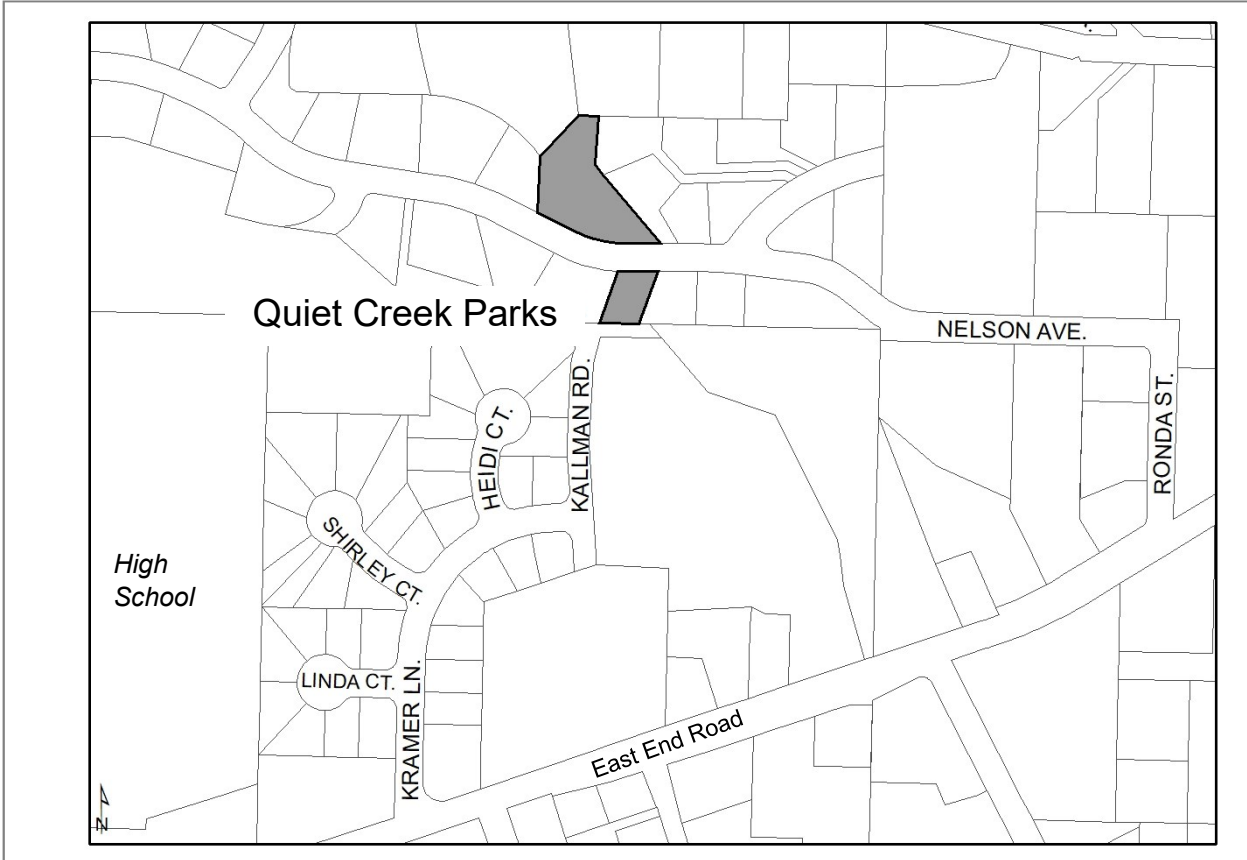 Quiet Creek Parks
NELSON AVE.
RONDA ST.
KALLMAN RD.
HEIDI CT.
SHIRLEY CT.
High
School
LINDA CT.
KRAMER LN.
East End Road
N